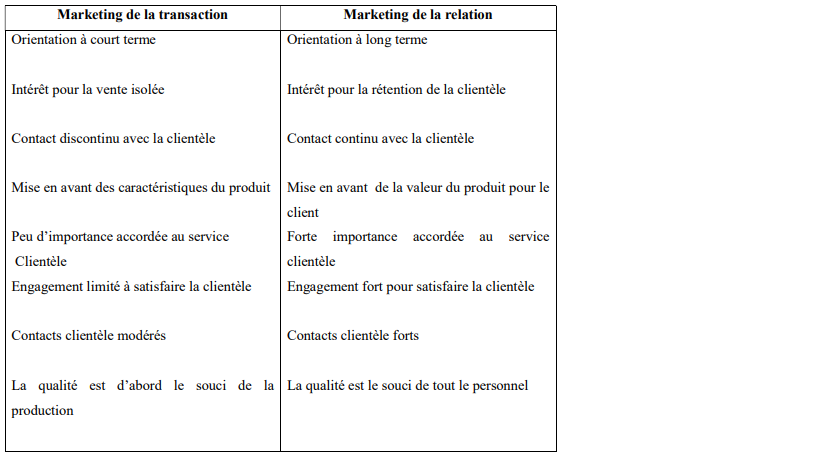 Marketing de la transaction
Marketing de la relation
Orientation à court terme
Orientation à long terme
Intérêt pour la vente isolée
Intérêt pour la rétention de la clientèle
Contact discontinu avec la clientèle
Contact continu avec la clientèle
Mise en avant des caractéristiques du produit
Mise en avant de la valeur du produit pour le
client
Peu d’importance accordée au service
Clientèle
Forte importance accordée au service
clientèle
Engagement limité à satisfaire la clientèle
Engagement fort pour satisfaire la clientèle
Contacts clientèle modérés
Contacts clientèle forts
La qualité est d’abord le souci de la
production
La qualité est le souci de tout le personnel